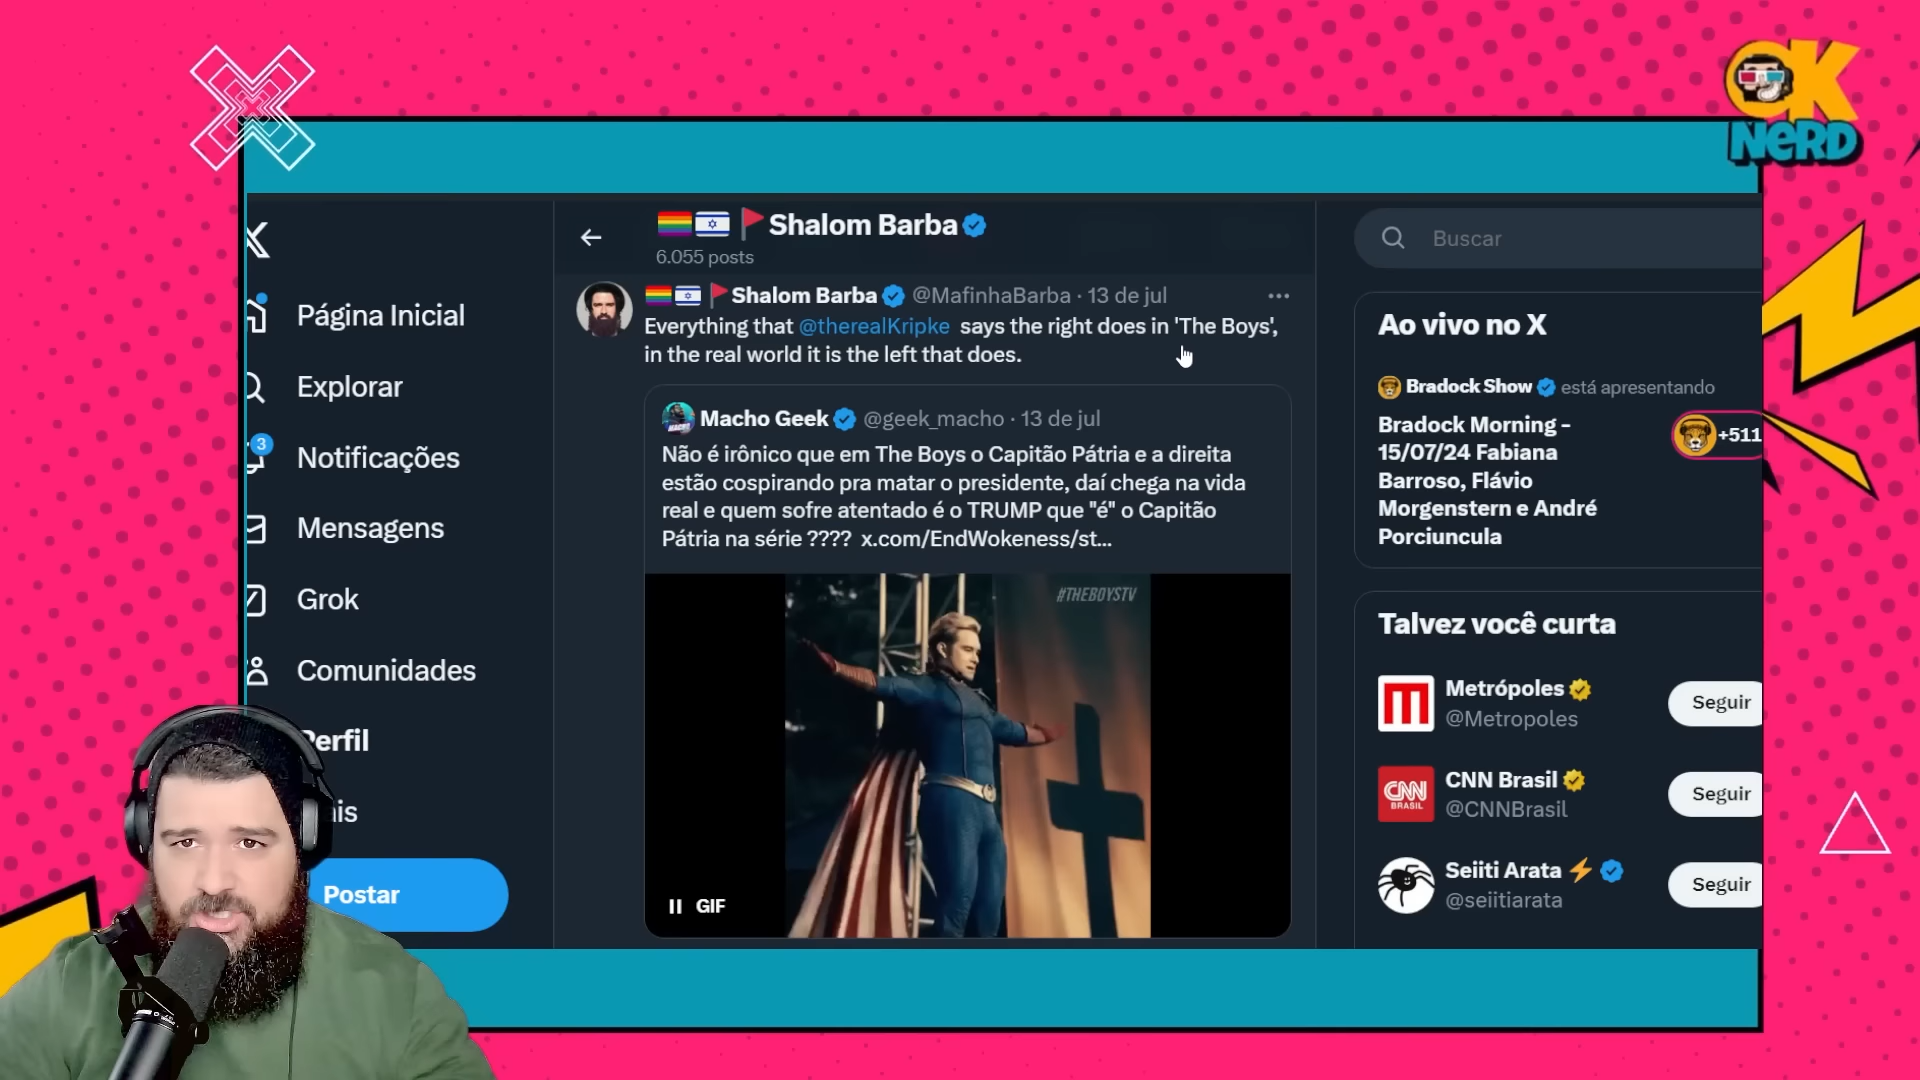 OK
NeRD
Shalom Barba
6.055 posts
Buscar
Página Inicial
Explorar
3
Notificações
Mensagens
Grok
Comunidades
Perfil
ais
Postar
Shalom Barba @MafinhaBarba · 13 de jul
Everything that @therealKripke says the right does in 'The Boys',
in the real world it is the left that does.
Macho Geek @geek_macho · 13 de jul
Não é irônico que em The Boys o Capitão Pátria e a direita
estão cospirando pra matar o presidente, daí chega na vida
real e quem sofre atentado é o TRUMP que "é" o Capitão
Pátria na série ???? x.com/EndWokeness/st...
#THEBOYSTV
GIF
Ao vivo no X
Bradock Show está apresentando
Bradock Morning -
15/07/24 Fabiana
Barroso, Flávio
Morgenstern e André
Porciuncula
+511
Talvez você curta
Metrópoles
@Metropoles
Seguir
CNN Brasil
@CNNBrasil
Seguir
CNN
BRASIL
Seiiti Arata
@seiitiarata
Seguir